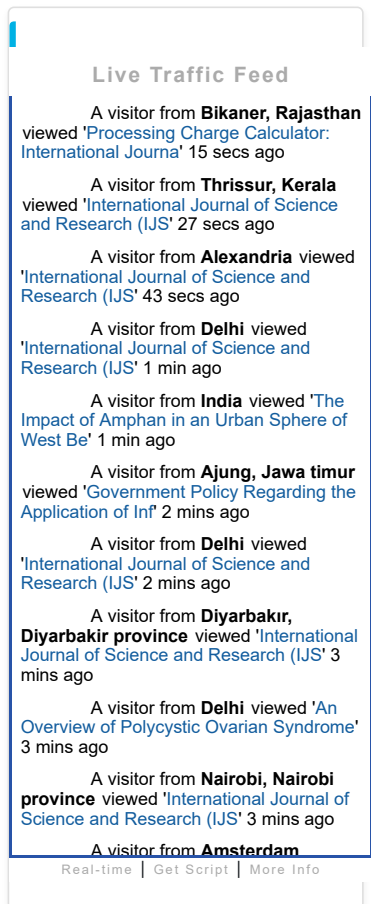 Live Traffic Feed
A visitor from Bikaner, Rajasthan
viewed 'Processing Charge Calculator:
International Journa' 15 secs ago
A visitor from Thrissur, Kerala
viewed 'International Journal of Science
and Research (IJS' 27 secs ago
A visitor from Alexandria viewed
'International Journal of Science and
Research (IJS' 43 secs ago
A visitor from Delhi viewed
'International Journal of Science and
Research (IJS' 1 min ago
A visitor from India viewed 'The
Impact of Amphan in an Urban Sphere of
West Be' 1 min ago
A visitor from Ajung, Jawa timur
viewed 'Government Policy Regarding the
Application of Inf' 2 mins ago
A visitor from Delhi viewed
'International Journal of Science and
Research (IJS' 2 mins ago
A visitor from Diyarbakır,
Diyarbakir province viewed 'International
Journal of Science and Research (IJS' 3
mins ago
A visitor from Delhi viewed 'An
Overview of Polycystic Ovarian Syndrome'
3 mins ago
A visitor from Nairobi, Nairobi
province viewed 'International Journal of
Science and Research (IJS' 3 mins ago
A visitor from Amsterdam
Real-time | Get Script | More Info